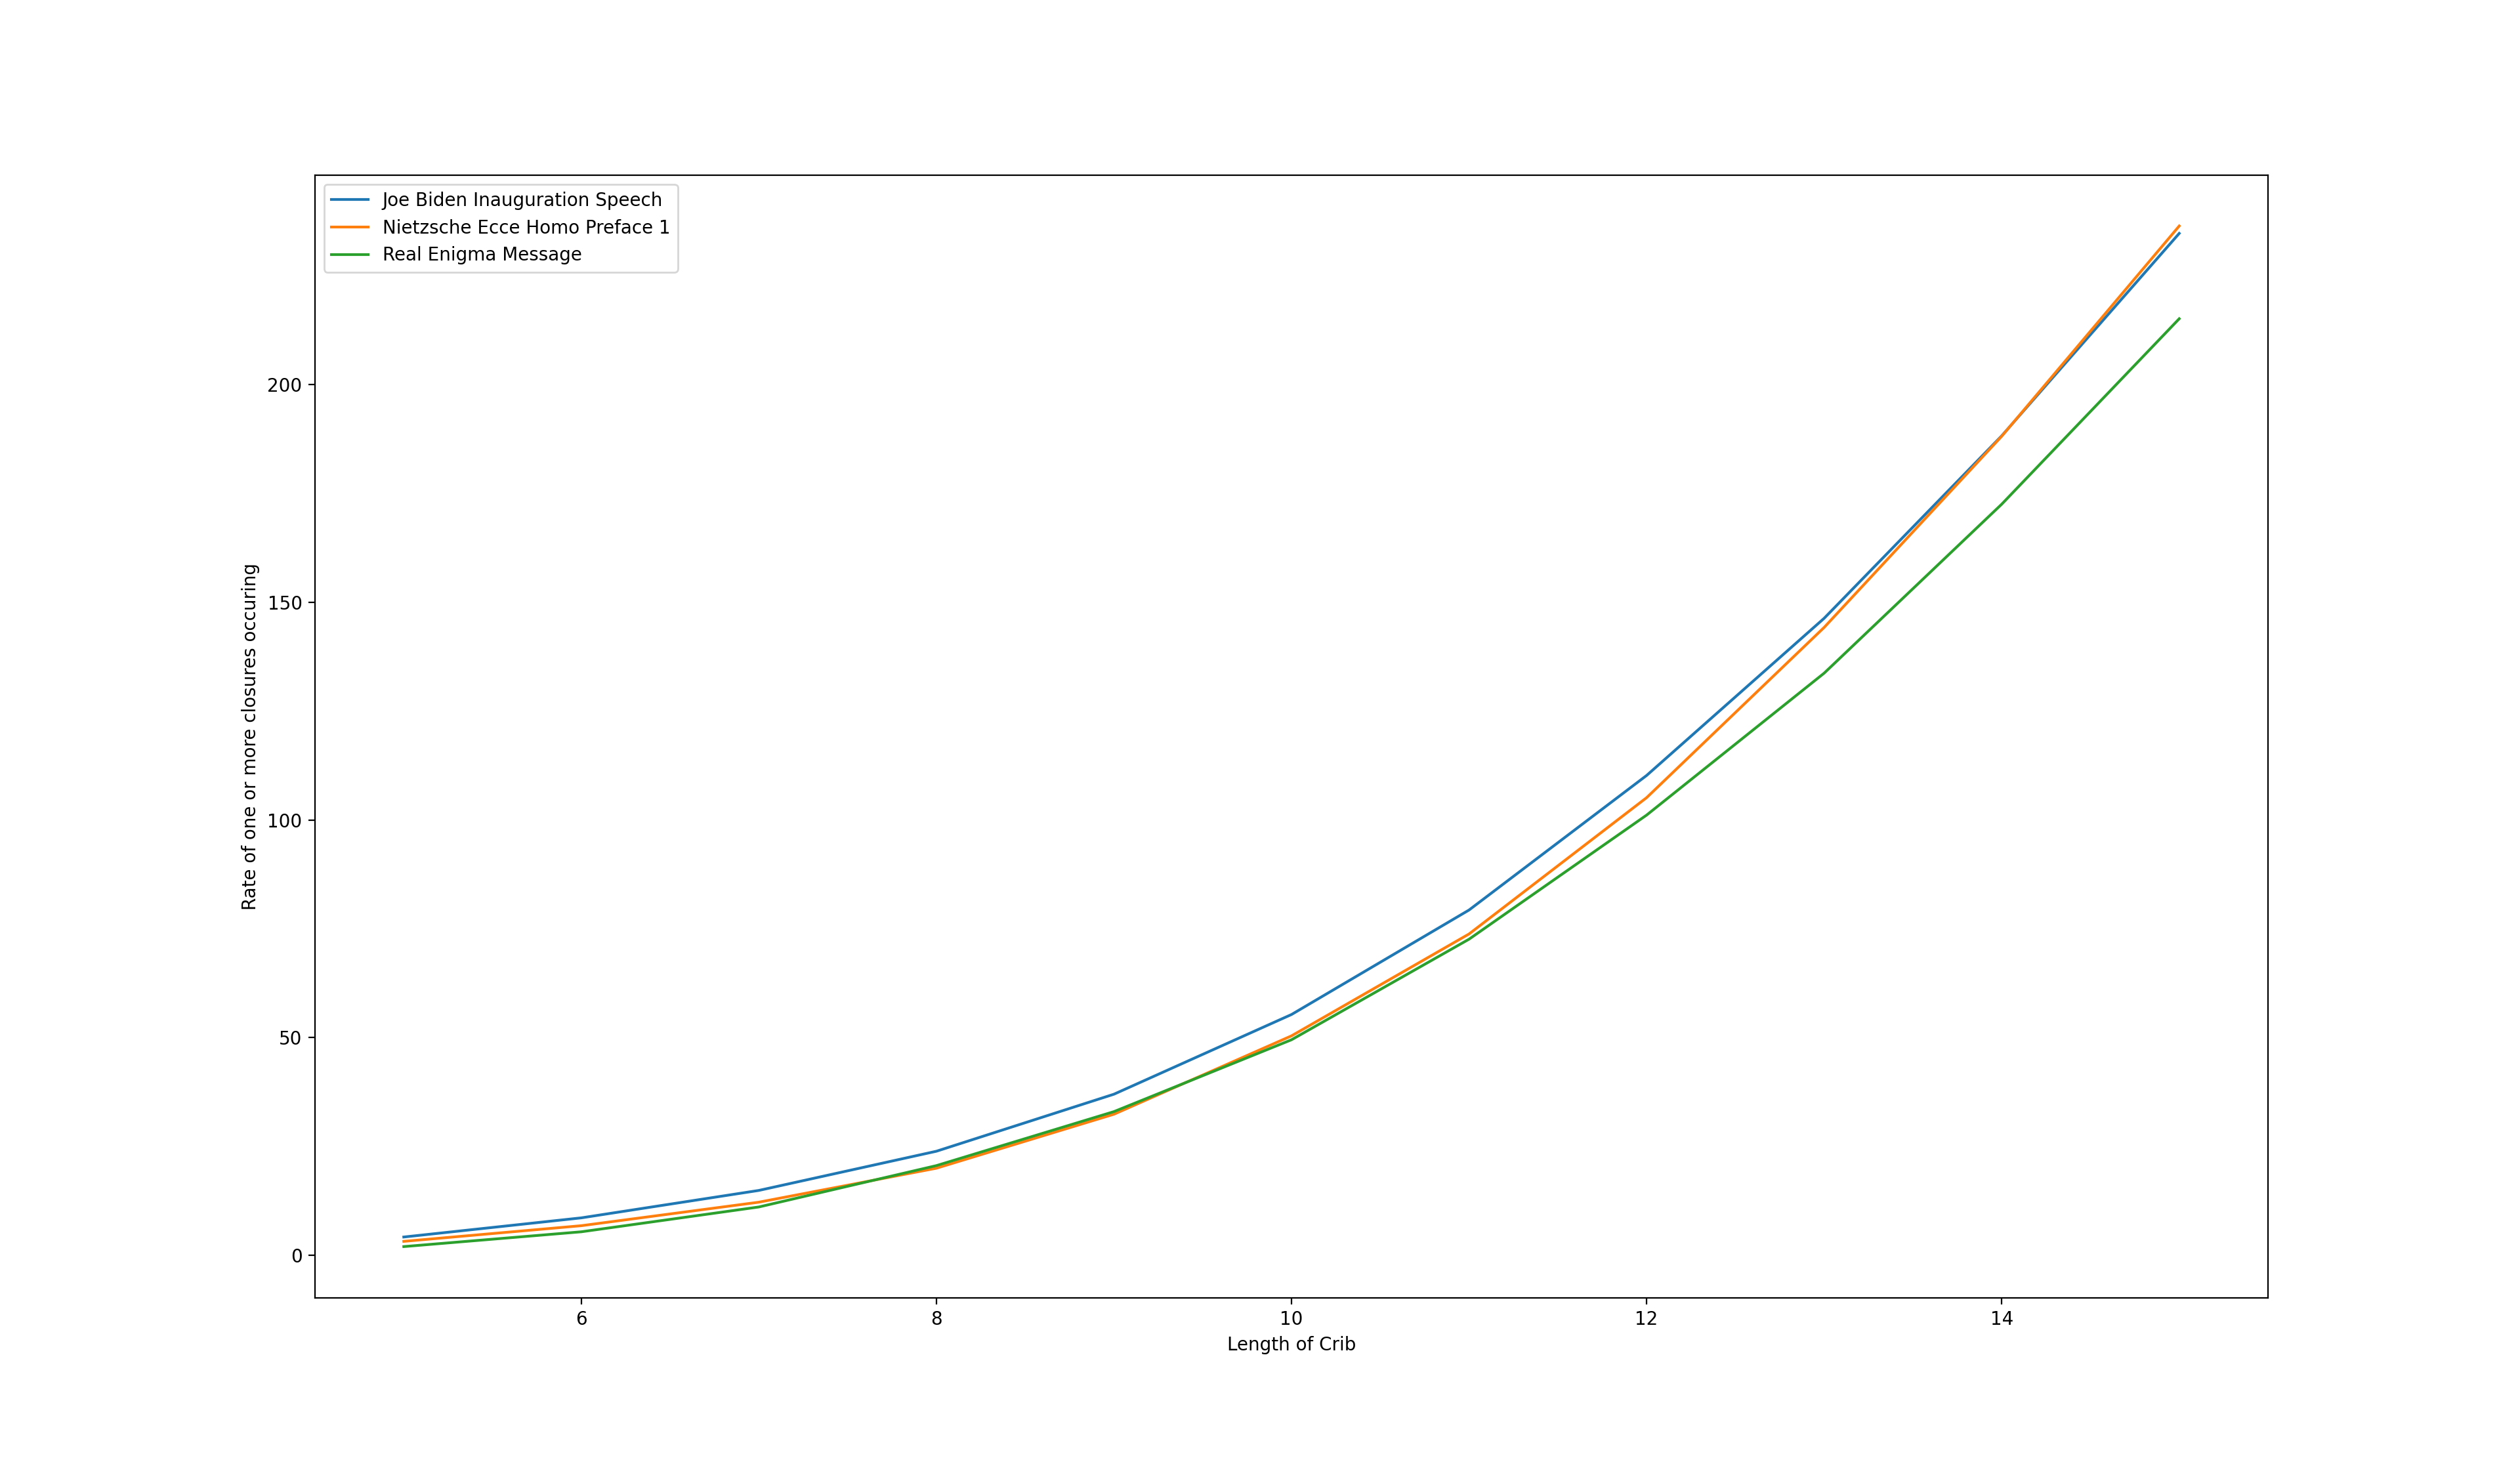 Joe Biden Inauguration Speech
Nietzsche Ecce Homo Preface 1
Real Enigma Message
Rate of one or more closures occuring
200
150
100
50
0
6 8 10 12 14
Length of Crib